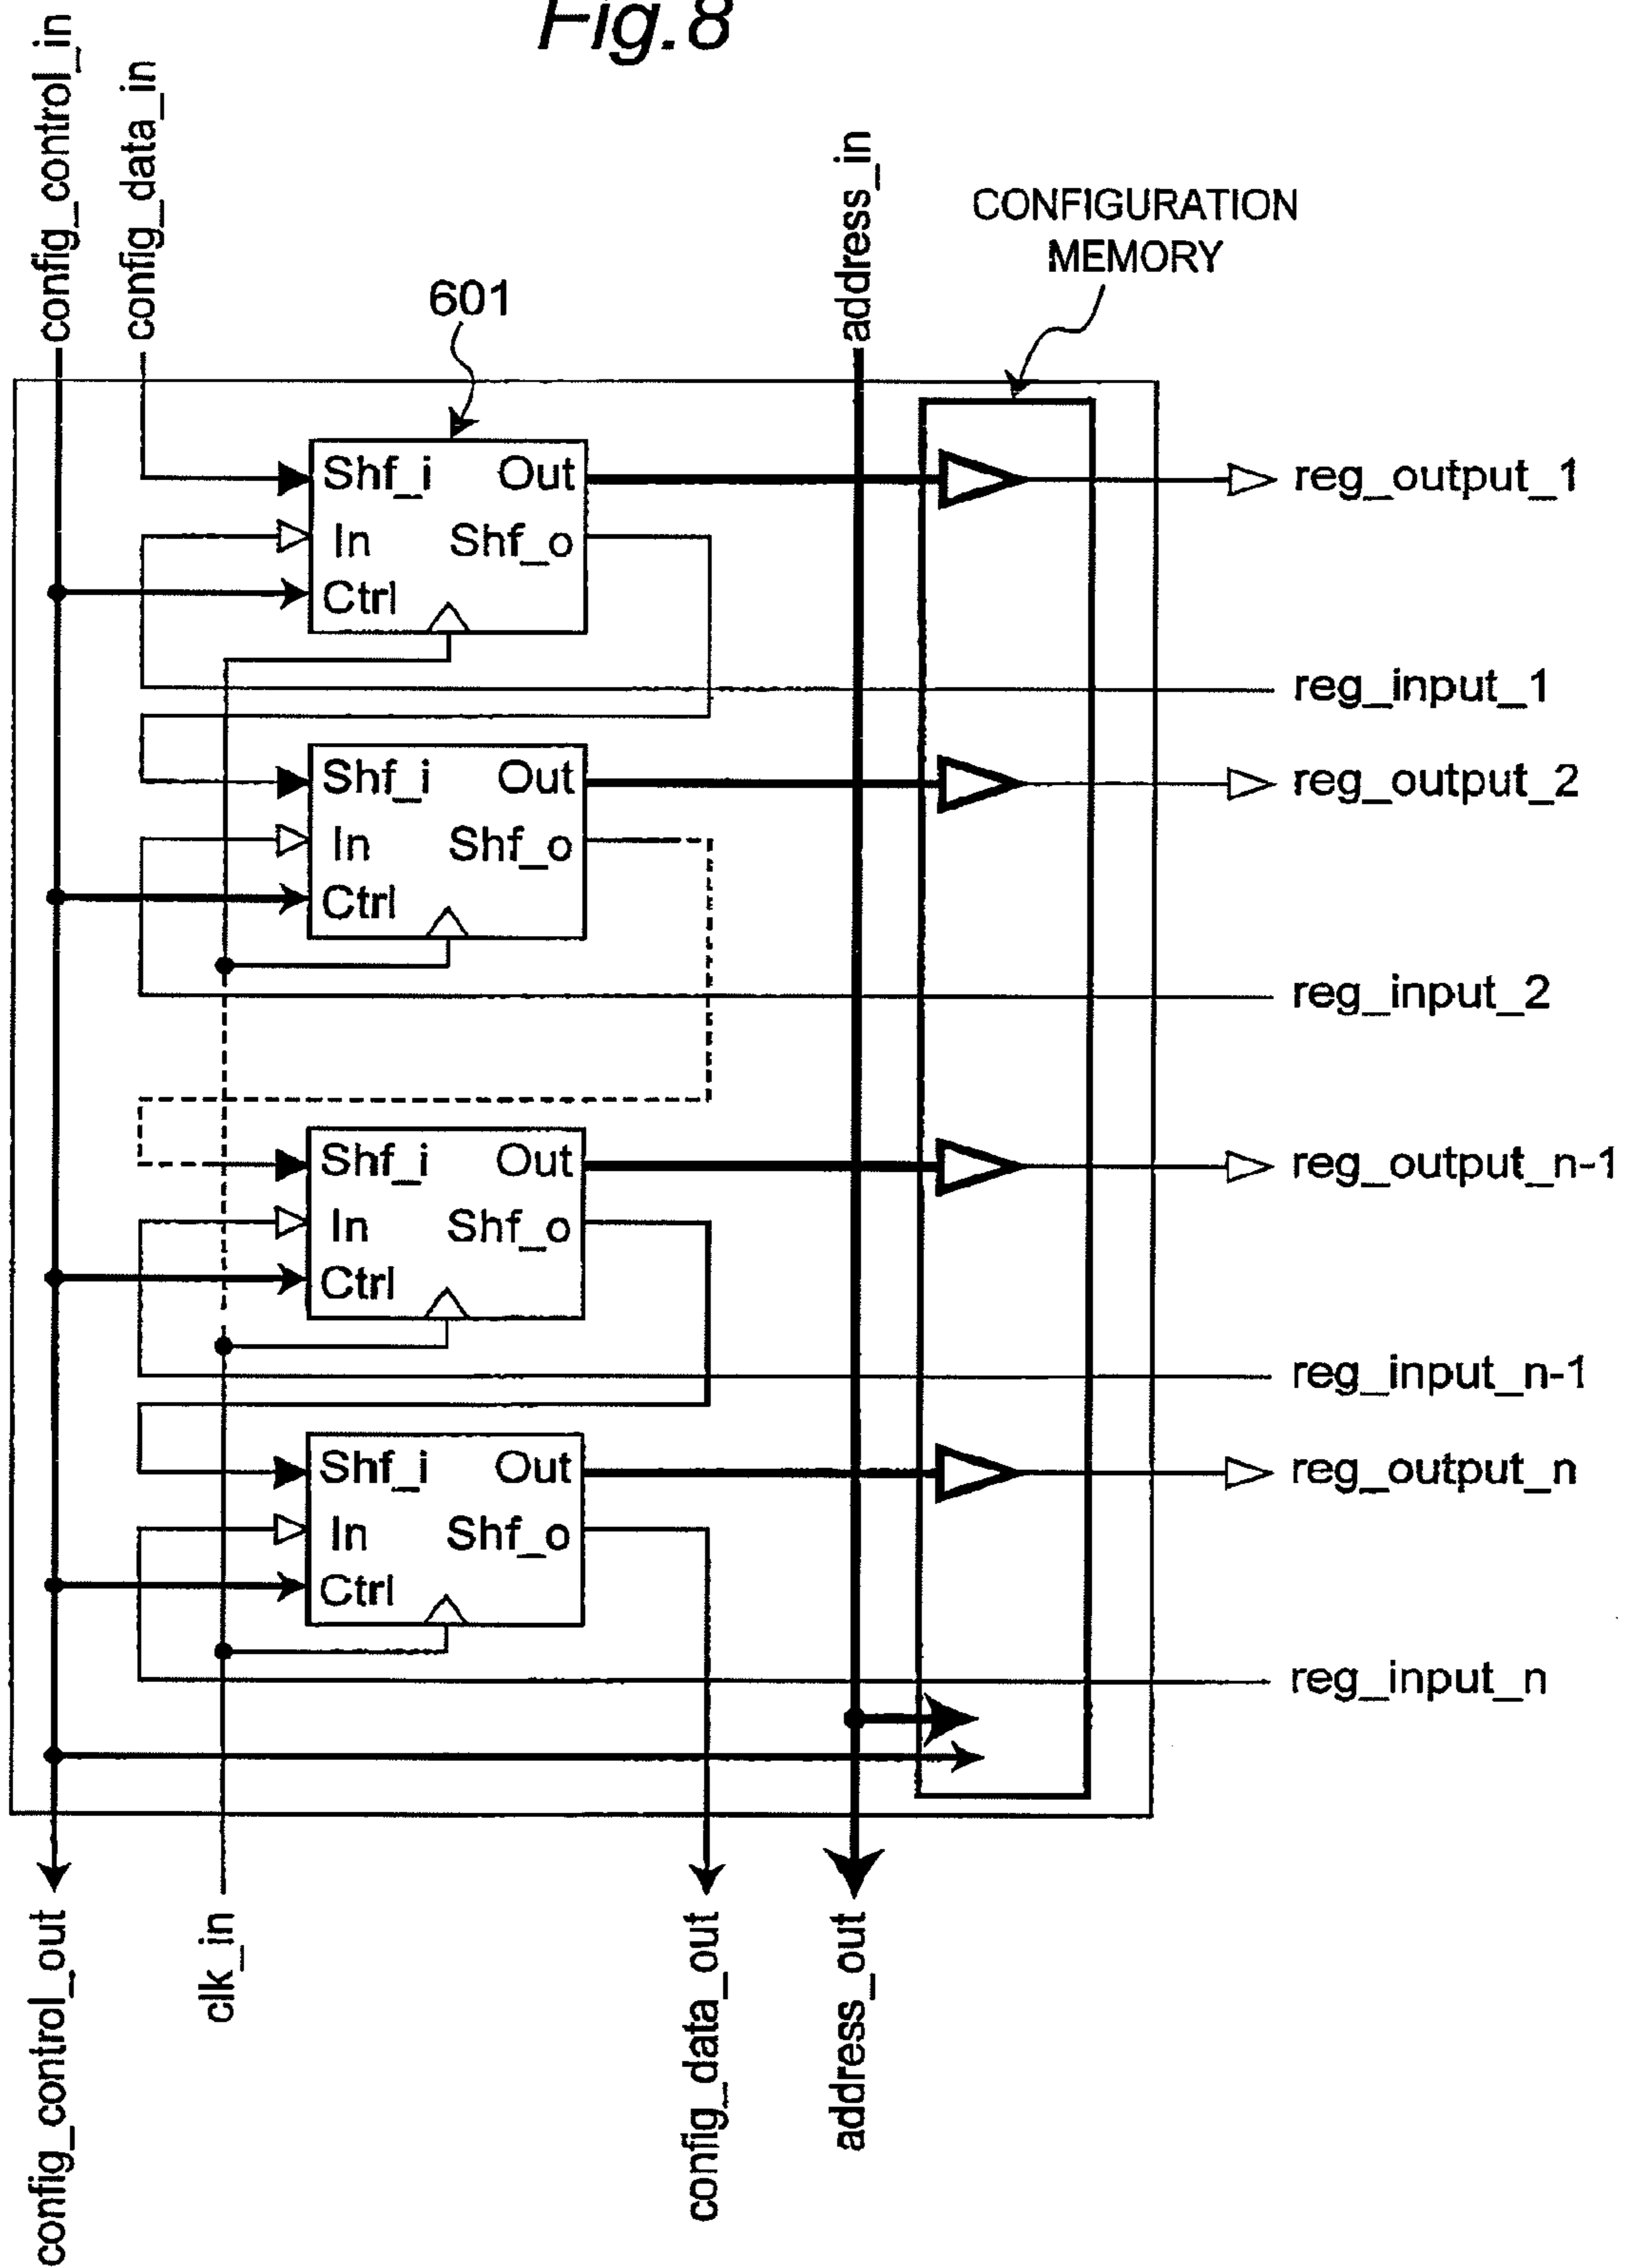 Fig.8
config_control_in
config_data_in
address_in
CONFIGURATION
MEMORY
601
Shf_i Out
In Shf_o
Ctrl
reg_output_1
reg_input_1
Shf_i Out
In Shf_o
Ctrl
reg_output_2
reg_input_2
Shf_i Out
In Shf_o
Ctrl
reg_output_n-1
reg_input_n-1
Shf_i Out
In Shf_o
Ctrl
reg_output_n
reg_input_n
config_control_out
clk_in
config_data_out
address_out